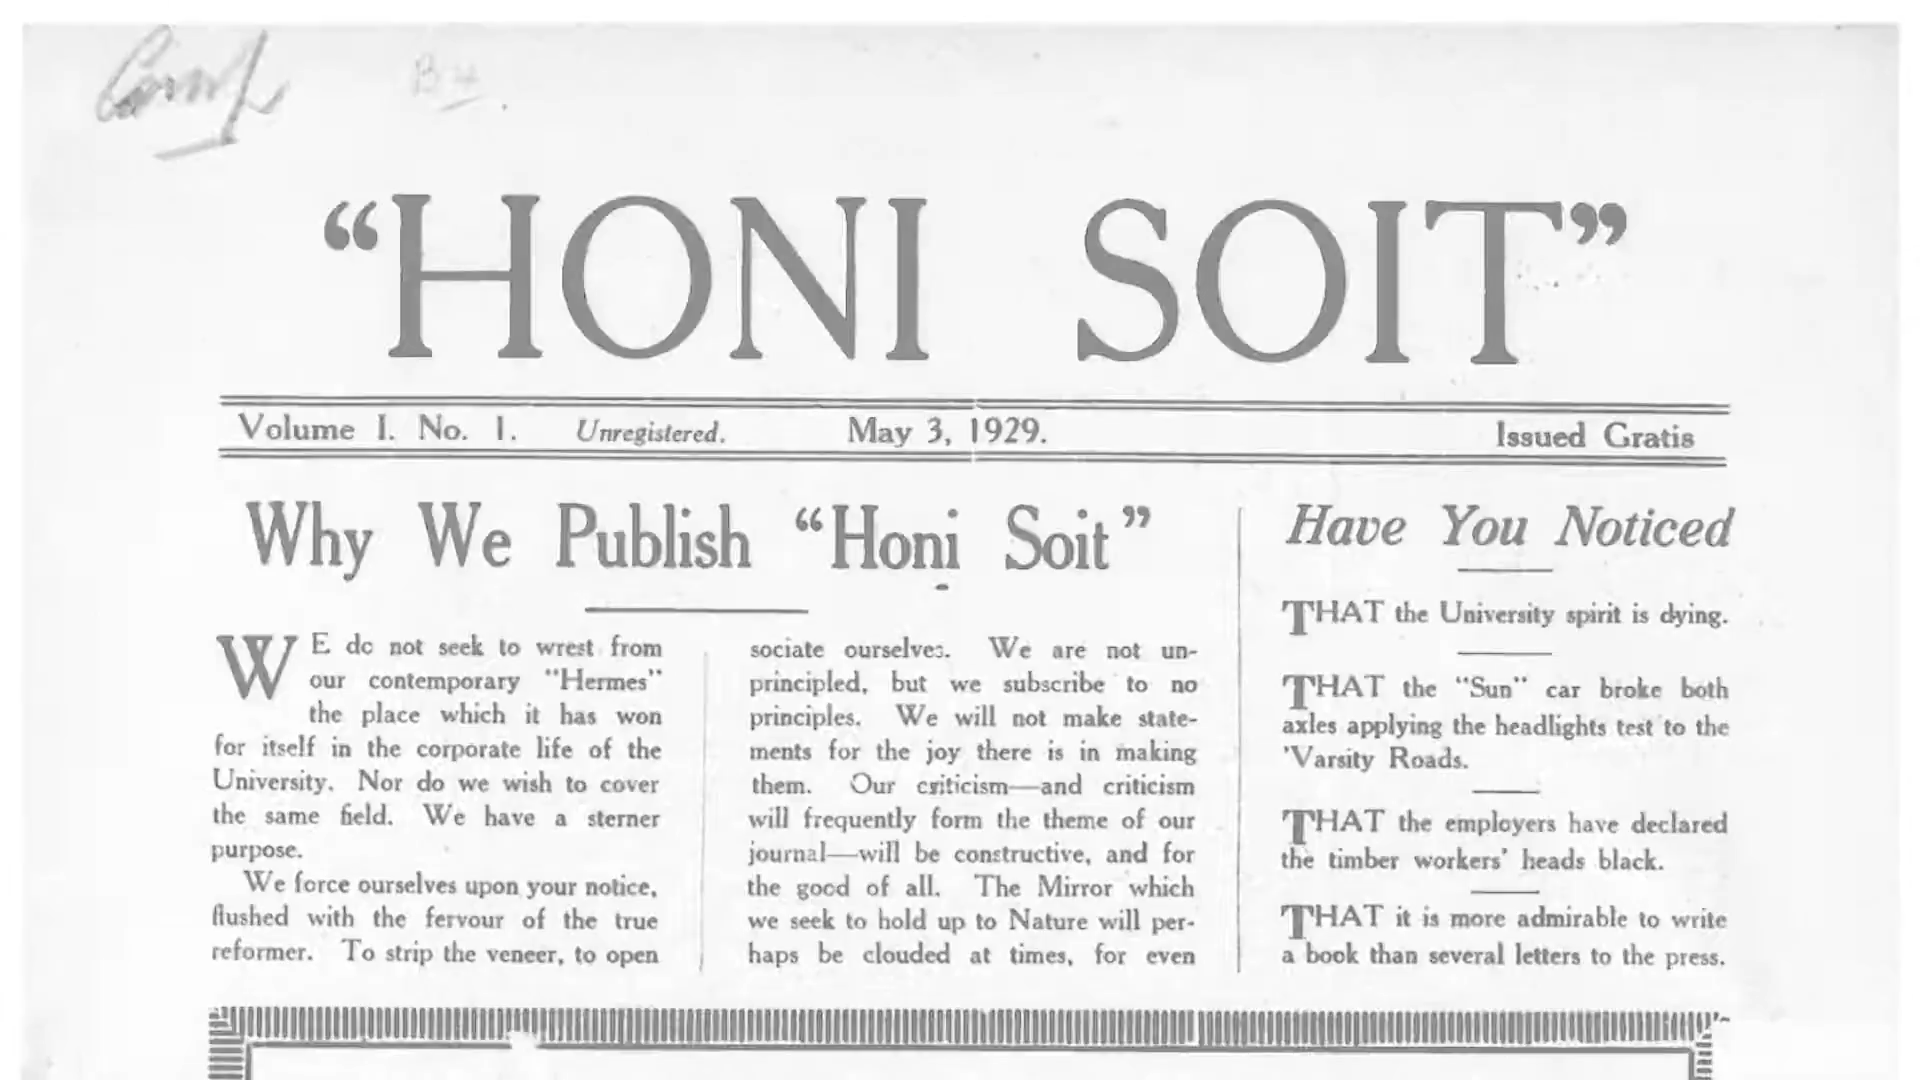 "HONI SOIT"
Volume I. No. 1. Unregistered. May 3, 1929. Issued Gratis
Why We Publish "Honi Soit"
WE do not seek to wrest from
our contemporary "Hermes"
the place which it has won
for itself in the corporate life of the
University. Nor do we wish to cover
the same field. We have a sterner
purpose.
We force ourselves upon your notice,
flushed with the fervour of the true
reformer. To strip the veneer, to open
sociate ourselves. We are not un-
principled, but we subscribe to no
principles. We will not make state-
ments for the joy there is in making
them. Our criticism—and criticism
will frequently form the theme of our
journal—will be constructive, and for
the good of all. The Mirror which
we seek to hold up to Nature will per-
haps be clouded at times, for even
Have You Noticed
THAT the University spirit is dying.
THAT the "Sun" car broke both
axles applying the headlights test to the
'Varsity Roads.
THAT the employers have declared
the timber workers' heads black.
THAT it is more admirable to write
a book than several letters to the press.